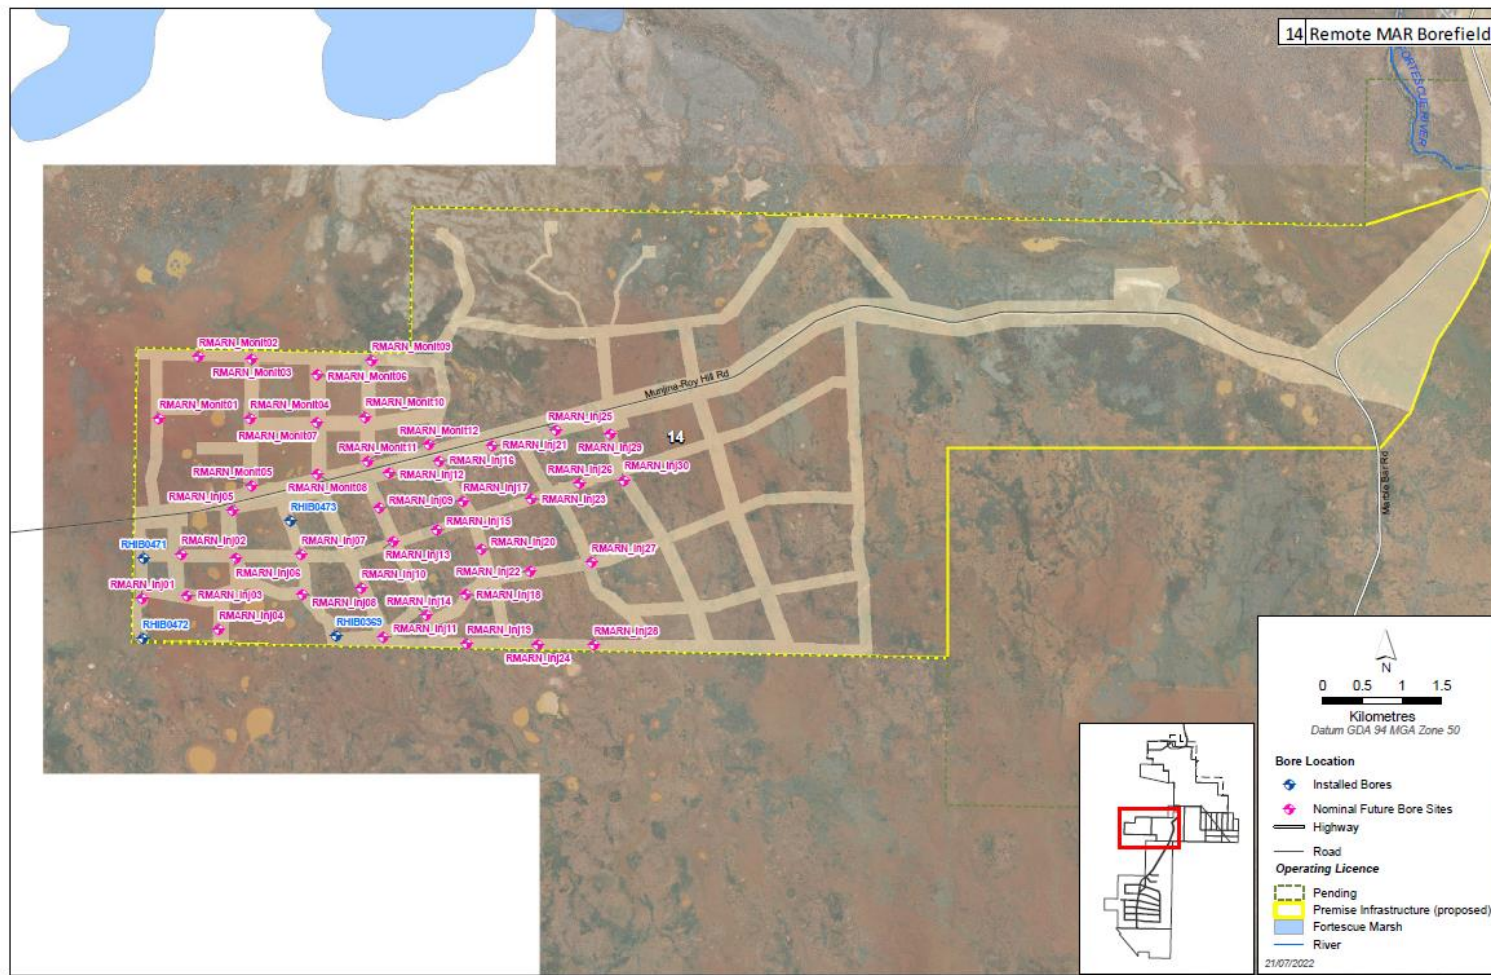 14 Remote MAR Borefield
FORTESCUE RIVER
RMARN_Monit02
RMARN_Monit09
RMARN_Monit03
RMARN_Monit06
Munjina-Roy Hill Rd
RMARN_Monit01
RMARN_Monit04
RMARN_Monit10
RMARN_Inj25
RMARN_Monit07
RMARN_Monit12
14
RMARN_Inj21
RMARN_Inj29
RMARN_Monit11
RMARN_Inj16
RMARN_Monit05
RMARN_Inj12
RMARN_Inj26
RMARN_Inj30
RMARN_Monit08
RMARN_Inj17
RMARN_Inj05
RMARN_Inj09
RMARN_Inj23
Marble Bar Rd
RHIB0473
RMARN_Inj15
RHIB0471
RMARN_Inj02
RMARN_Inj07
RMARN_Inj13
RMARN_Inj20
RMARN_Inj27
RMARN_Inj06
RMARN_Inj10
RMARN_Inj22
RMARN_Inj01
RMARN_Inj03
RMARN_Inj08
RMARN_Inj18
RMARN_Inj14
RMARN_Inj04
RHIB0472
RHIB0369
RMARN_Inj11
RMARN_Inj19
RMARN_Inj28
RMARN_Inj24
N
0 0.5 1 1.5
Kilometres
Datum GDA 94 MGA Zone 50
Bore Location
Installed Bores
Nominal Future Bore Sites
Highway
Road
Operating Licence
Pending
Premise Infrastructure (proposed)
Fortescue Marsh
River
21/07/2022